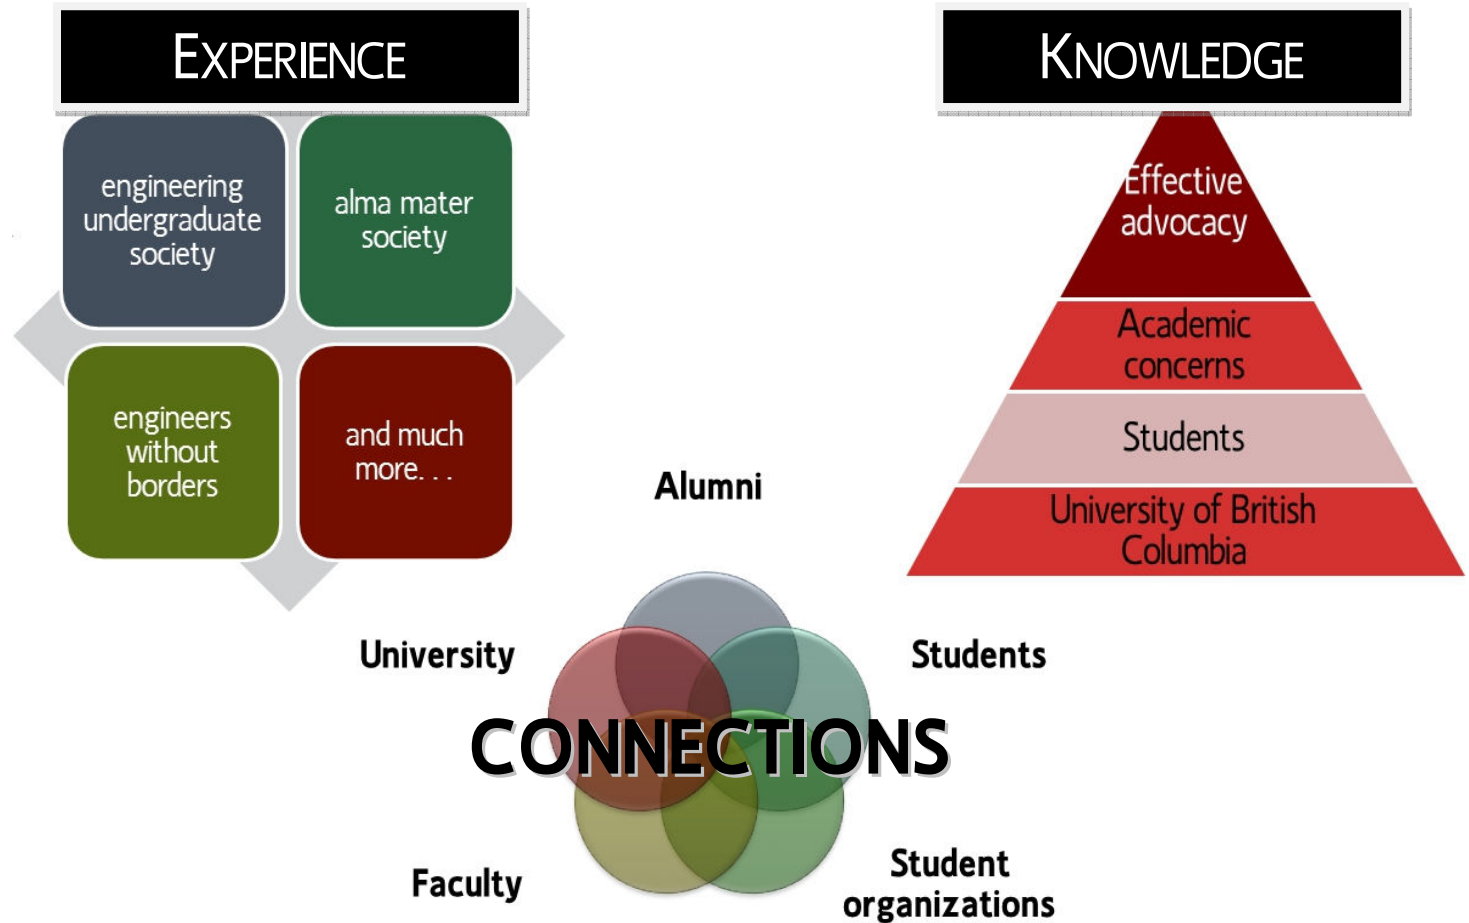 EXPERIENCE
engineering
undergraduate
society
alma mater
society
engineers
without
borders
and much
more. . .
KNOWLEDGE
Effective
advocacy
Academic
concerns
Students
University of British
Columbia
Alumni
University
Students
CONNECTIONS
Faculty
Student
organizations